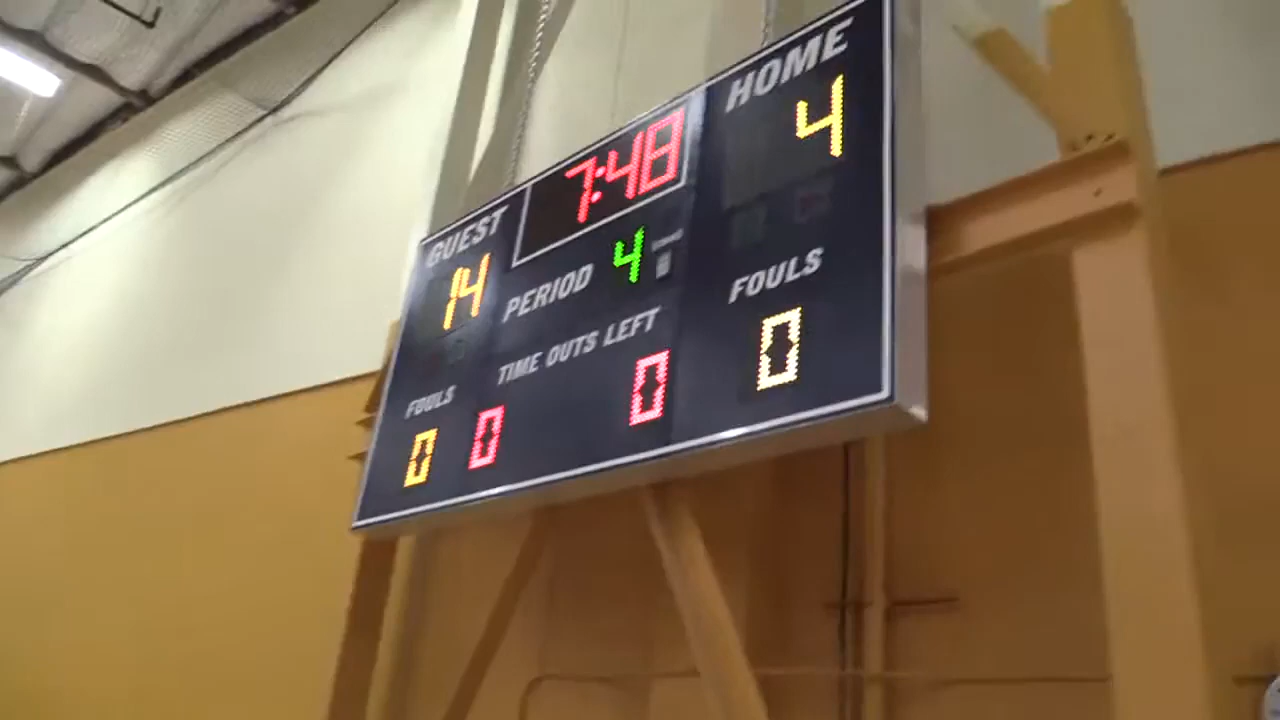 HOME
4
7:48
GUEST
14
PERIOD 4
FOULS
TIME OUTS LEFT
0
0
FOULS
0
0